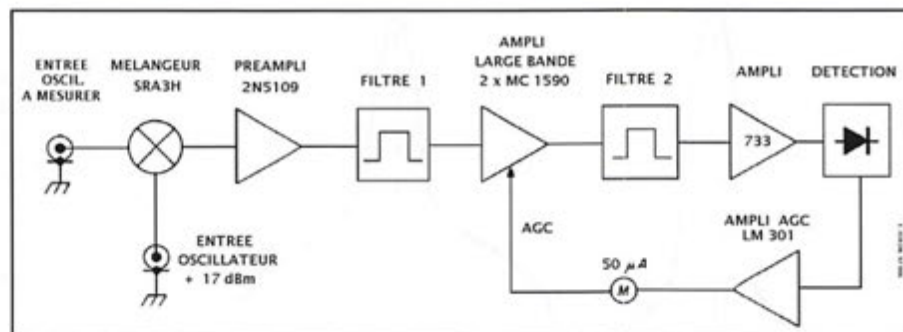 ENTREE
OSCIL.
A MESURER
MELANGEUR
SRA3H
PREAMPLI
2N5109
FILTRE 1
AMPLI
LARGE BANDE
2 x MC 1590
FILTRE 2
AMPLI
733
DETECTION
ENTREE
OSCILLATEUR
+ 17 dBm
AGC
50 µA
M
AMPLI AGC
LM 301